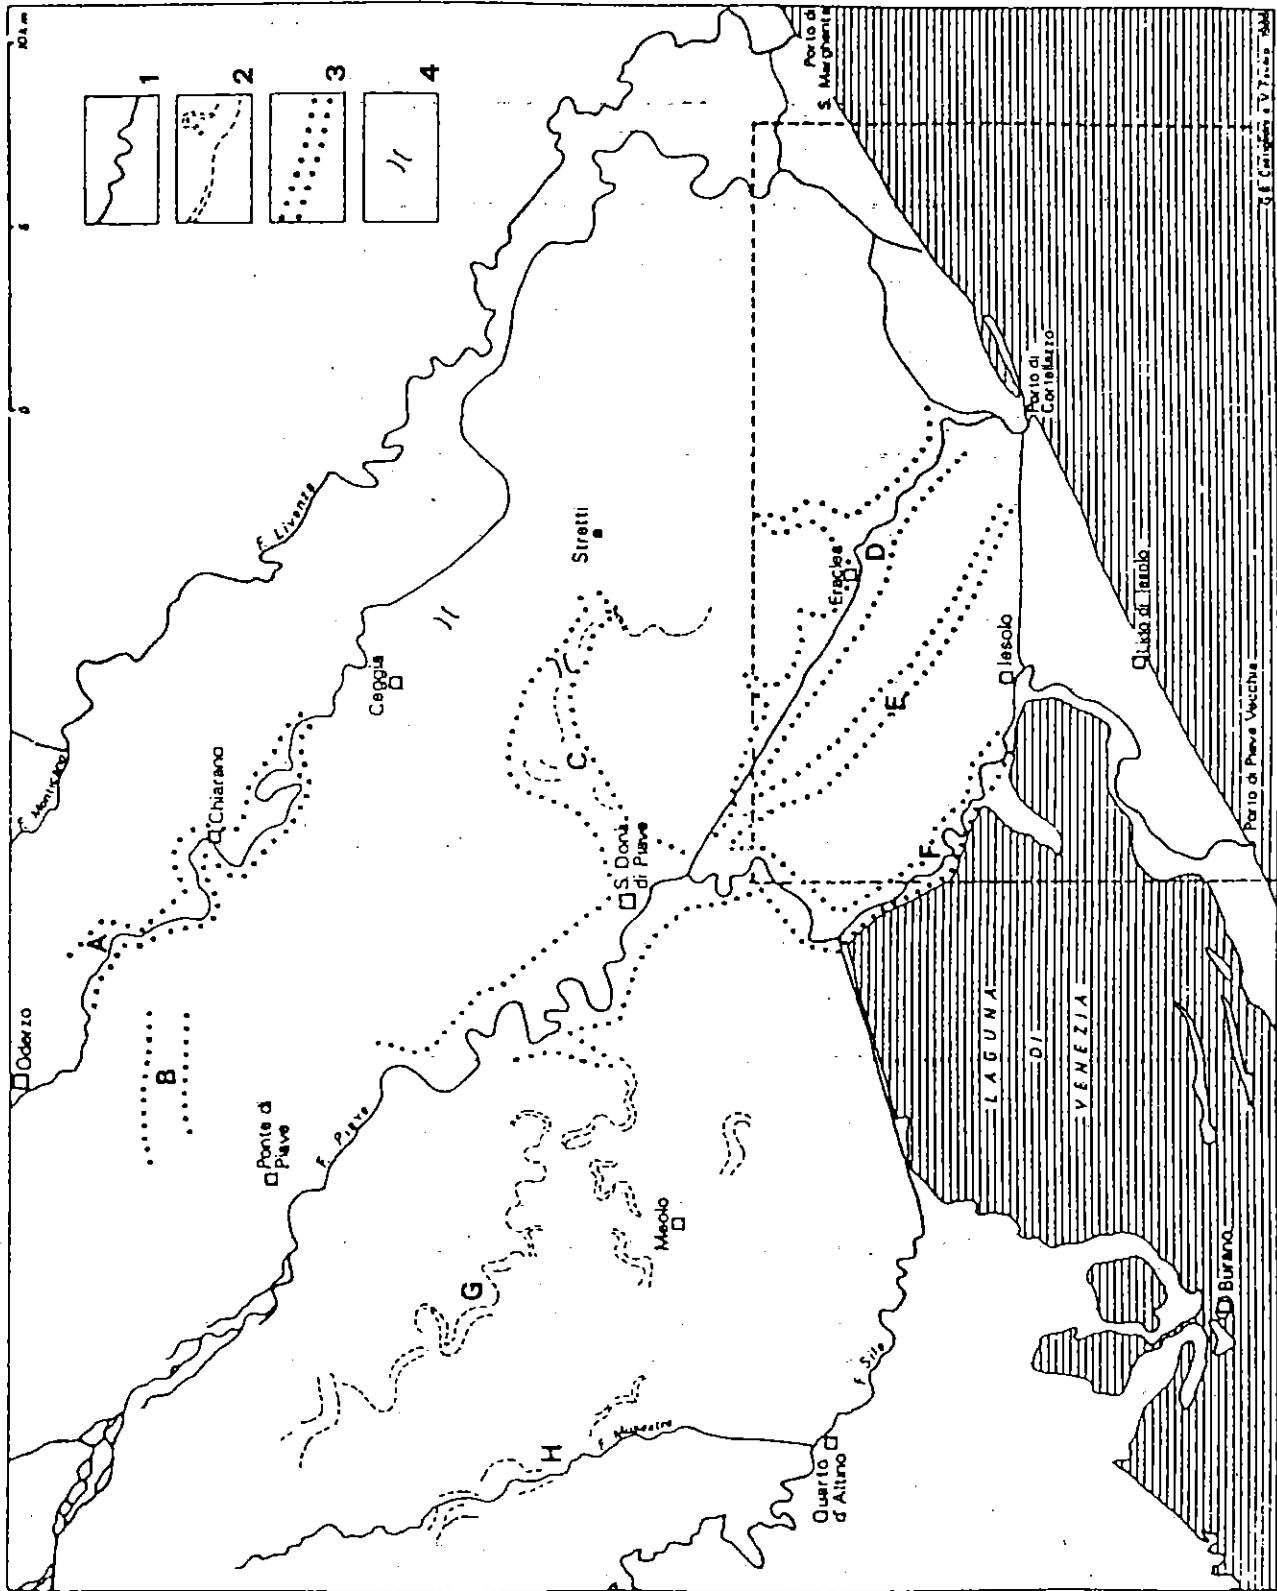 0
5
10 km
1
2
3
4
Porto di
S. Margherita
F. Livenza
F. Monticano
Oderzo
A
Chiarano
B
Ceggia
Ponte di
Piave
F. Piave
Stretti
C
S. Donà
di Piave
Eraclea
D
E
Iesolo
Porto di
Cortellazzo
Lido di Iesolo
F
Porto di Piave Vecchia
G
Meolo
H
F. Sile
Quarto
d'Altino
LAGUNA
DI
VENEZIA
Burano